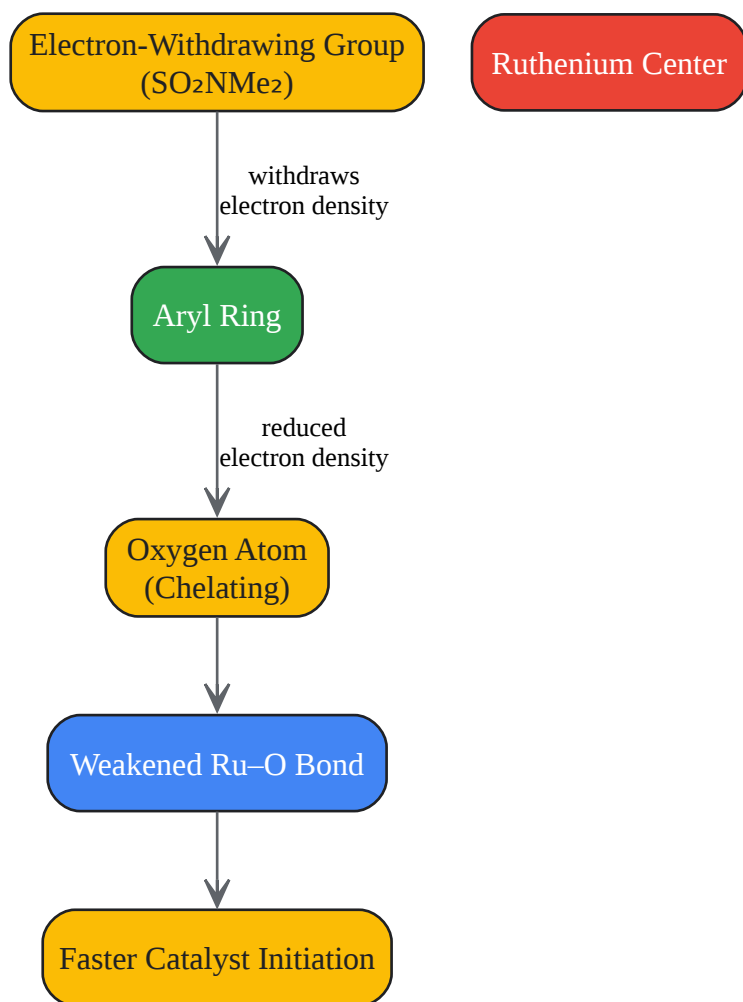 Electron-Withdrawing Group
(SO₂NMe₂)
Ruthenium Center
withdraws
electron density
Aryl Ring
reduced
electron density
Oxygen Atom
(Chelating)
Weakened Ru–O Bond
Faster Catalyst Initiation